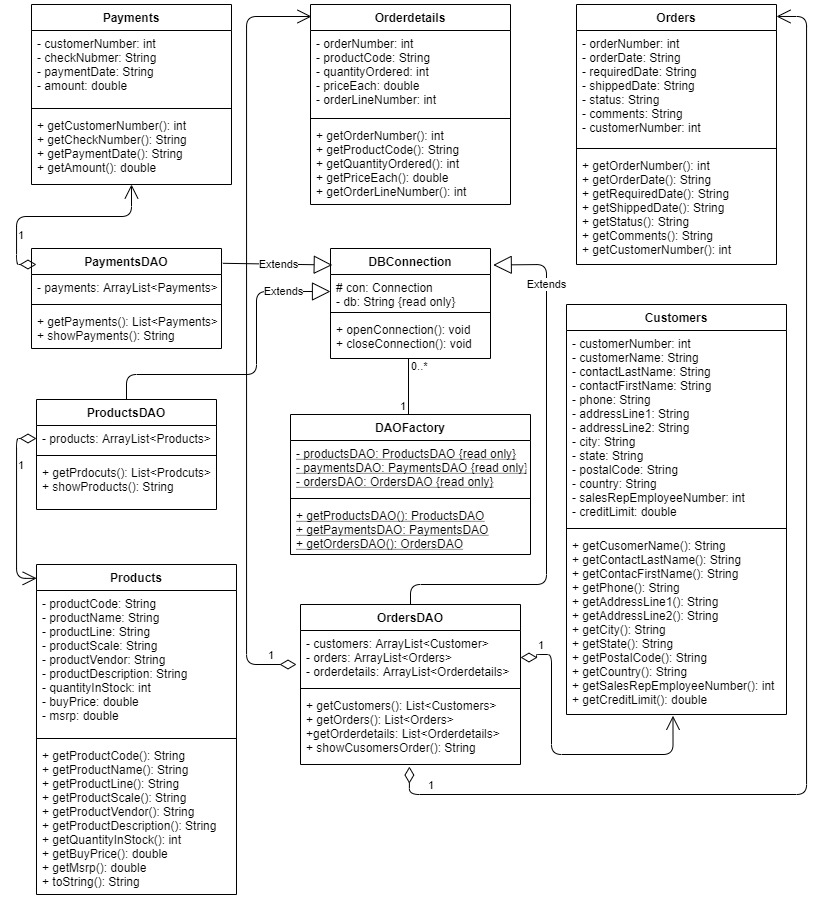 Payments
- customerNumber: int
- checkNubmer: String
- paymentDate: String
- amount: double
+ getCustomerNumber(): int
+ getCheckNumber(): String
+ getPaymentDate(): String
+ getAmount(): double
Orderdetails
- orderNumber: int
- productCode: String
- quantityOrdered: int
- priceEach: double
- orderLineNumber: int
+ getOrderNumber(): int
+ getProductCode(): String
+ getQuantityOrdered(): int
+ getPriceEach(): double
+ getOrderLineNumber(): int
Orders
- orderNumber: int
- orderDate: String
- requiredDate: String
- shippedDate: String
- status: String
- comments: String
- customerNumber: int
+ getOrderNumber(): int
+ getOrderDate(): String
+ getRequiredDate(): String
+ getShippedDate(): String
+ getStatus(): String
+ getComments(): String
+ getCustomerNumber(): int
1
PaymentsDAO
- payments: ArrayList<Payments>
+ getPayments(): List<Payments>
+ showPayments(): String
Extends
Extends
DBConnection
# con: Connection
- db: String {read only}
+ openConnection(): void
+ closeConnection(): void
Extends
0..*
1
Customers
- customerNumber: int
- customerName: String
- contactLastName: String
- contactFirstName: String
- phone: String
- addressLine1: String
- addressLine2: String
- city: String
- state: String
- postalCode: String
- country: String
- salesRepEmployeeNumber: int
- creditLimit: double
+ getCusomerName(): String
+ getContactLastName(): String
+ getContacFirstName(): String
+ getPhone(): String
+ getAddressLine1(): String
+ getAddressLine2(): String
+ getCity(): String
+ getState(): String
+ getPostalCode(): String
+ getCountry(): String
+ getSalesRepEmployeeNumber(): int
+ getCreditLimit(): double
ProductsDAO
- products: ArrayList<Products>
+ getPrdocuts(): List<Prodcuts>
+ showProducts(): String
1
DAOFactory
- productsDAO: ProductsDAO {read only}
- paymentsDAO: PaymentsDAO {read only}
- ordersDAO: OrdersDAO {read only}
+ getProductsDAO(): ProductsDAO
+ getPaymentsDAO: PaymentsDAO
+ getOrdersDAO(): OrdersDAO
Products
- productCode: String
- productName: String
- productLine: String
- productScale: String
- productVendor: String
- productDescription: String
- quantityInStock: int
- buyPrice: double
- msrp: double
+ getProductCode(): String
+ getProductName(): String
+ getProductLine(): String
+ getProductScale(): String
+ getProductVendor(): String
+ getProductDescription(): String
+ getQuantityInStock(): int
+ getBuyPrice(): double
+ getMsrp(): double
+ toString(): String
1
OrdersDAO
- customers: ArrayList<Customer>
- orders: ArrayList<Orders>
- orderdetails: ArrayList<Orderdetails>
+ getCustomers(): List<Customers>
+ getOrders(): List<Orders>
+getOrderdetails: List<Orderdetails>
+ showCusomersOrder(): String
1
1